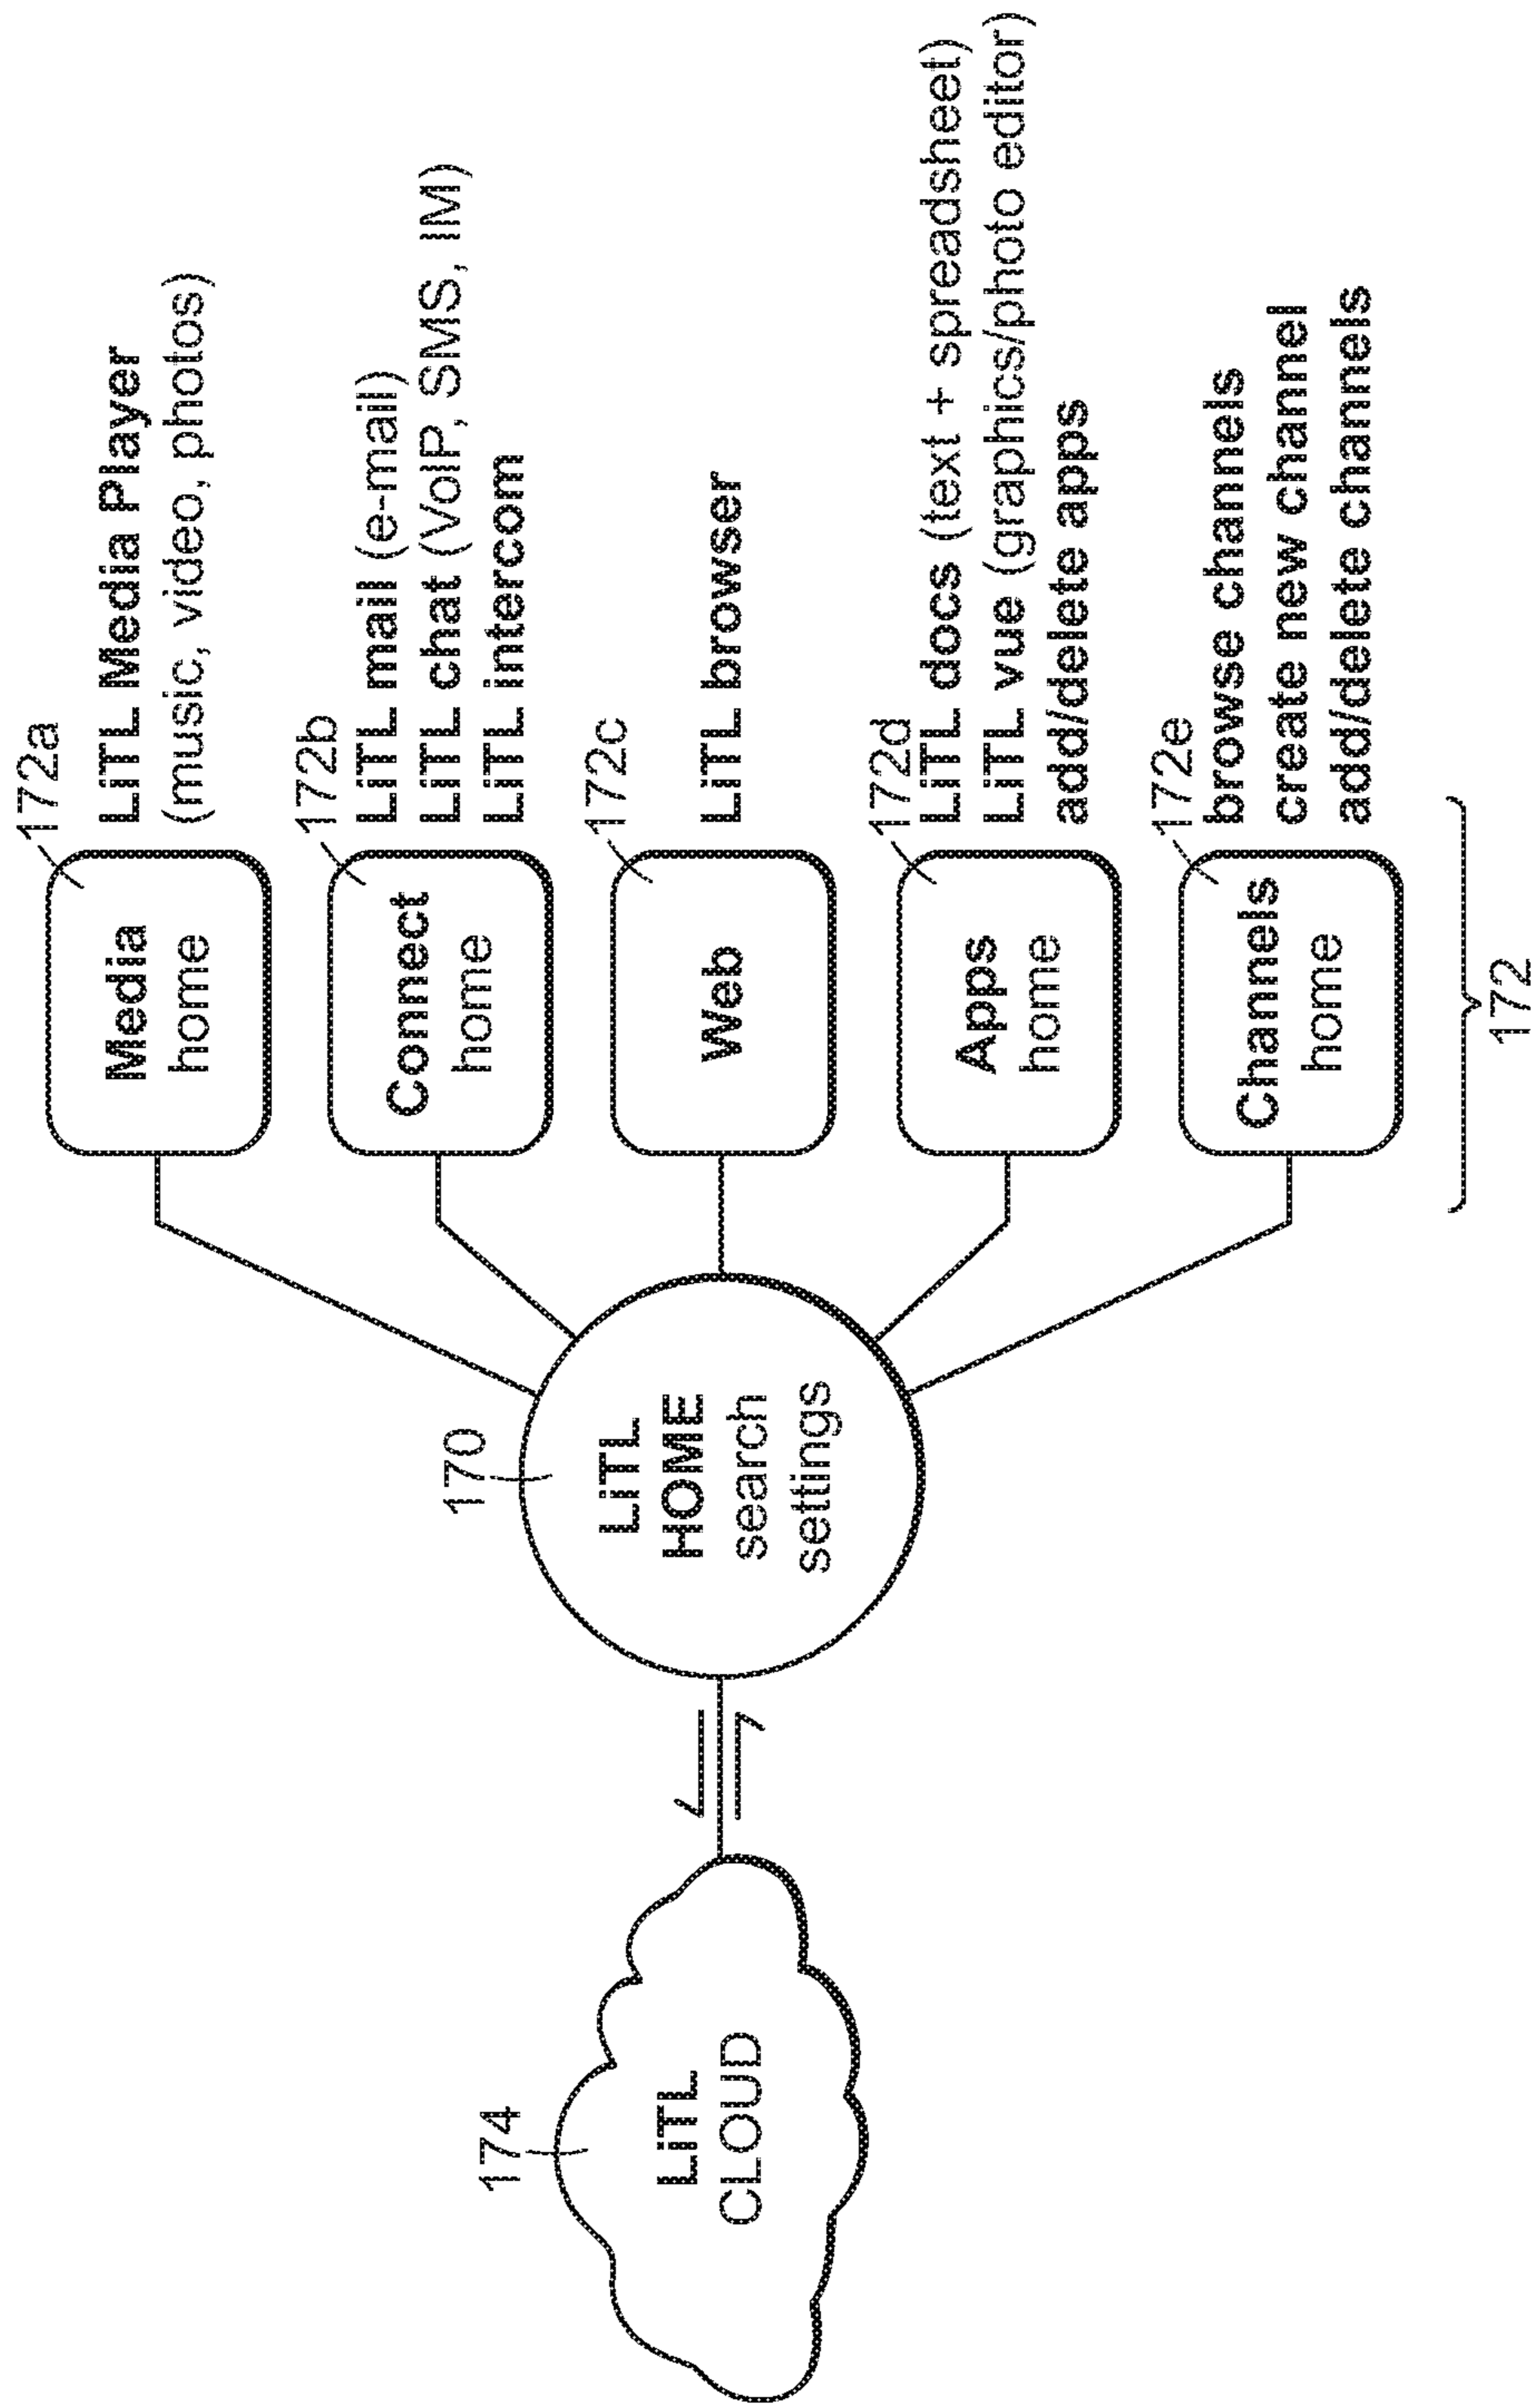 174
LiTL
CLOUD
170
LiTL
HOME
search
settings
172a
Media
home
LiTL Media Player
(music, video, photos)
172b
Connect
home
LiTL mail (e-mail)
LiTL chat (VoIP, SMS, IM)
LiTL intercom
172c
Web
LiTL browser
172d
Apps
home
LiTL docs (text + spreadsheet)
LiTL vue (graphics/photo editor)
add/delete apps
172e
Channels
home
browse channels
create new channel
add/delete channels
172